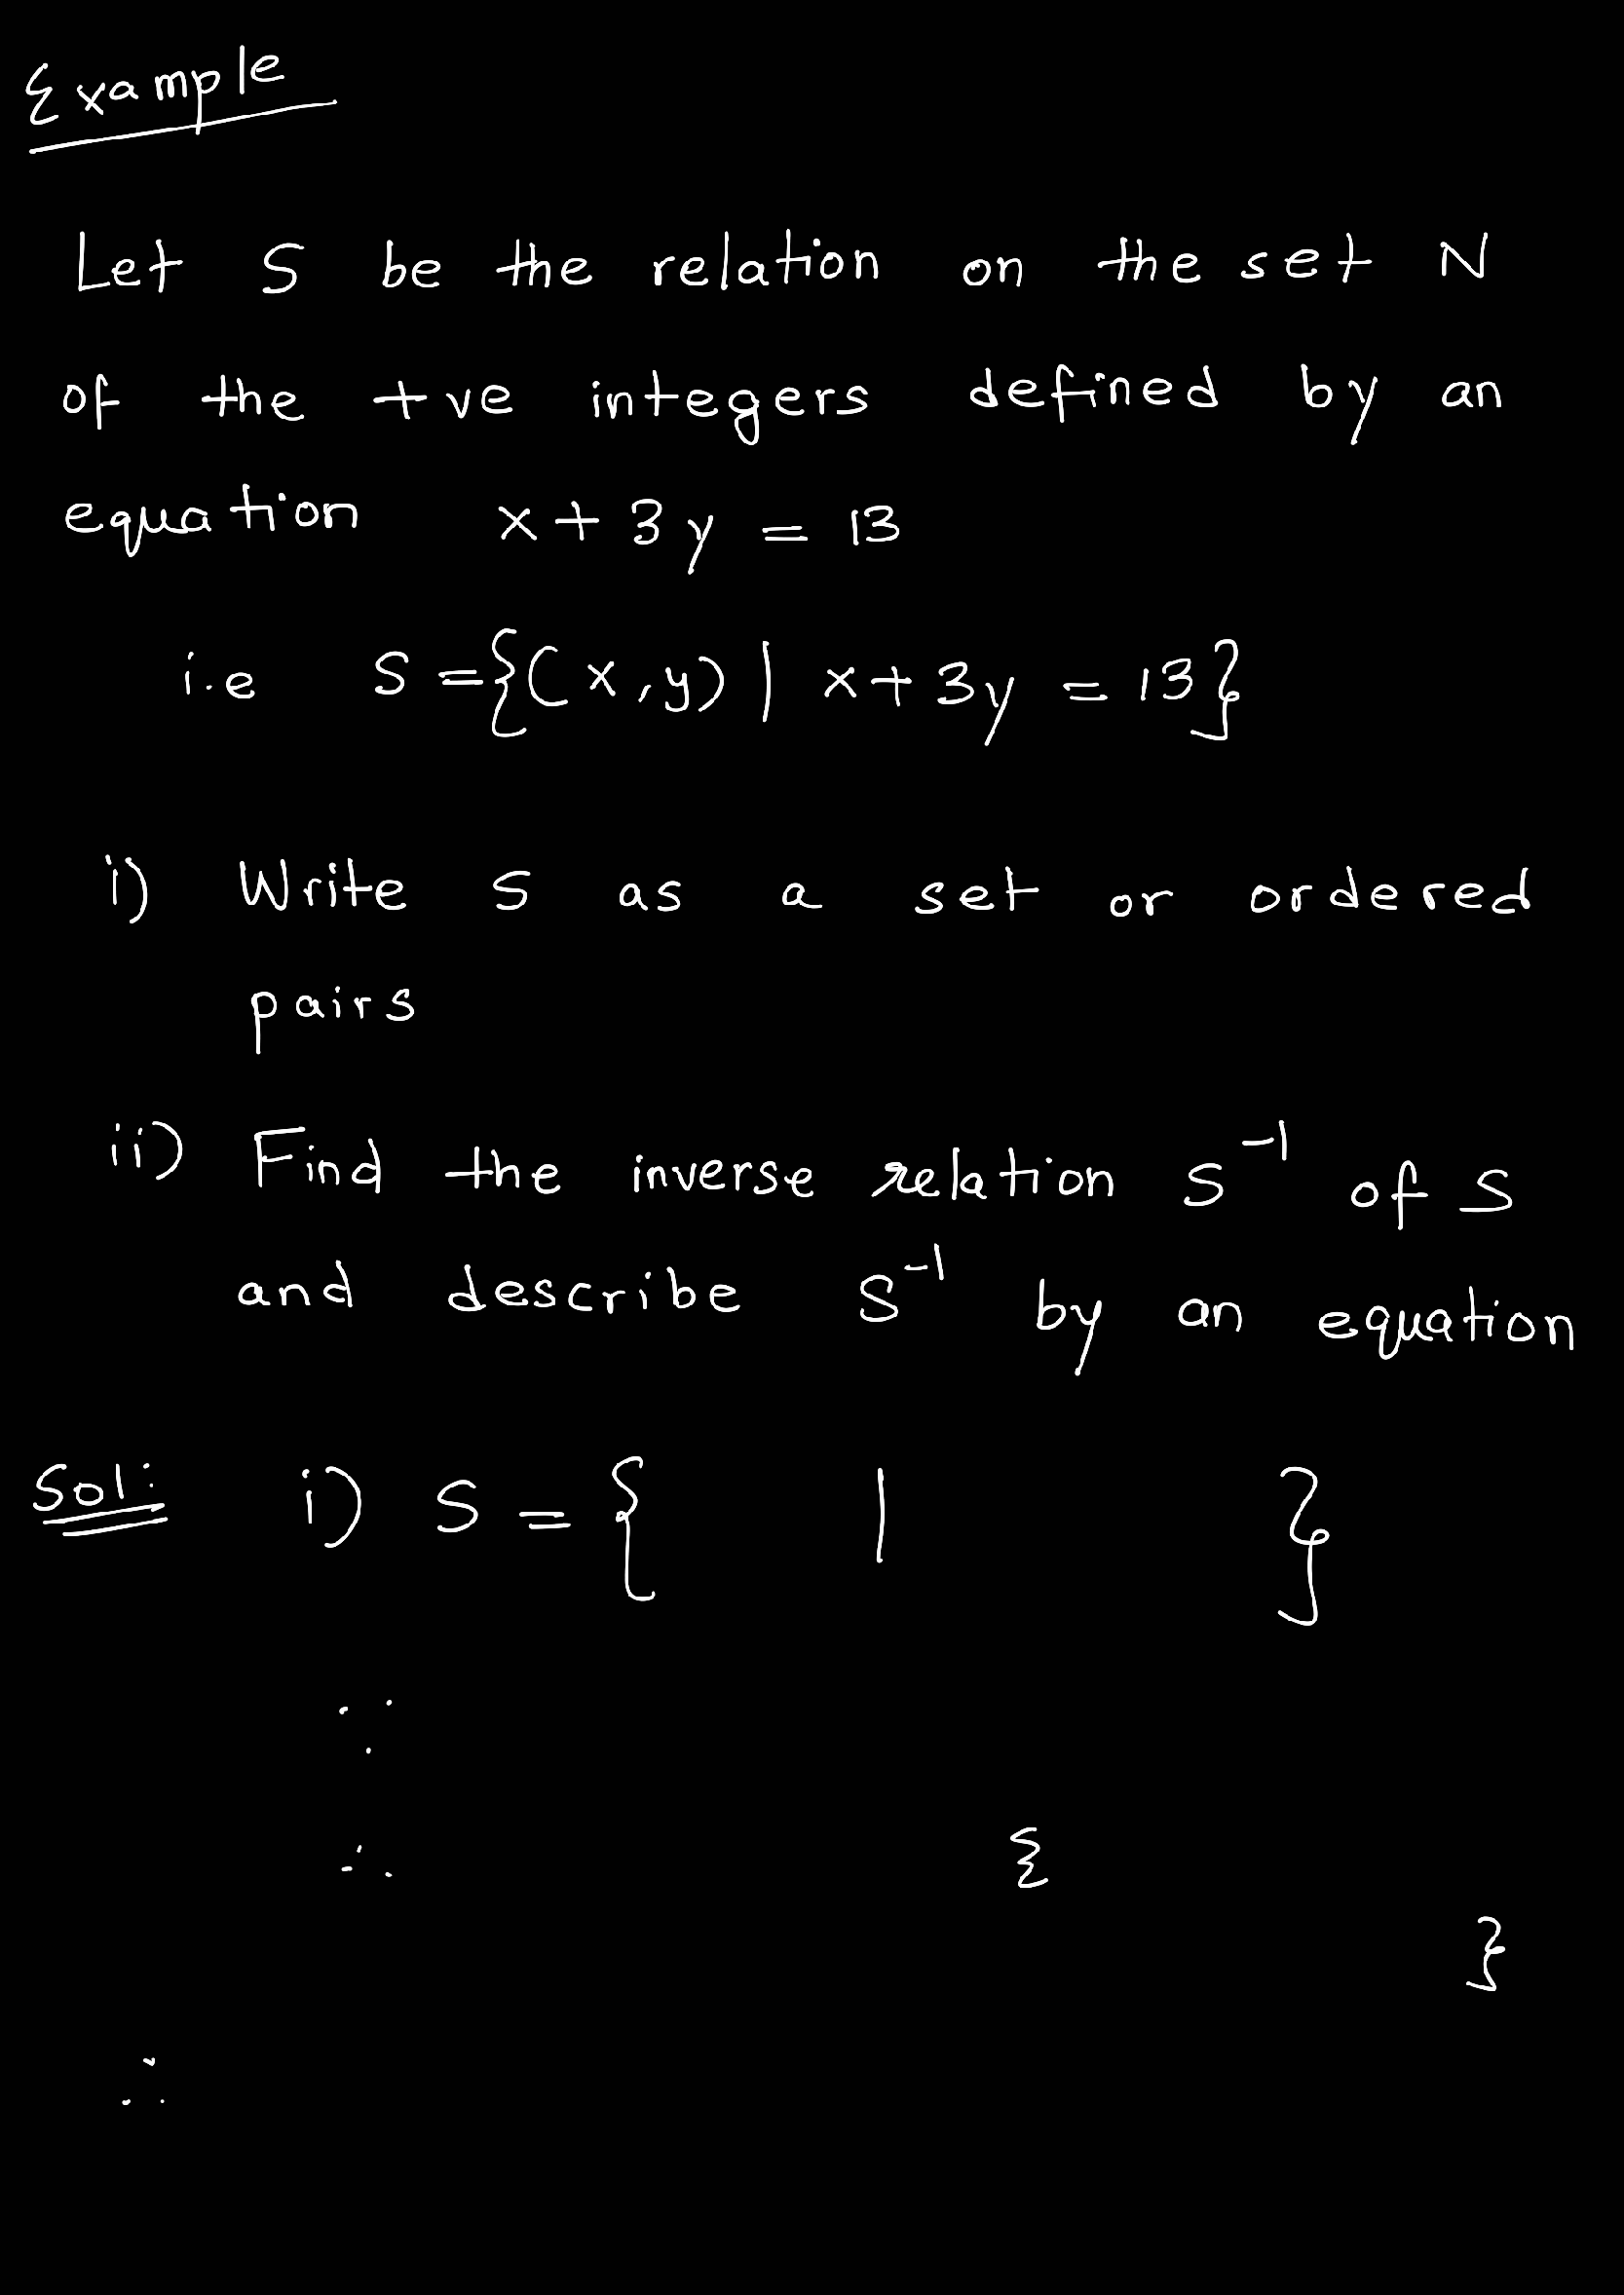 Example
Let S be the relation on the set N
of the +ve integers defined by an
equation x + 3y = 13
i.e S = {(x,y) | x + 3y = 13}
i) Write S as a set or ordered
pairs
ii) Find the inverse relation S⁻¹ of S
and describe S⁻¹ by an equation
Sol: i) S = { | }
∵
∴ {
}
∴